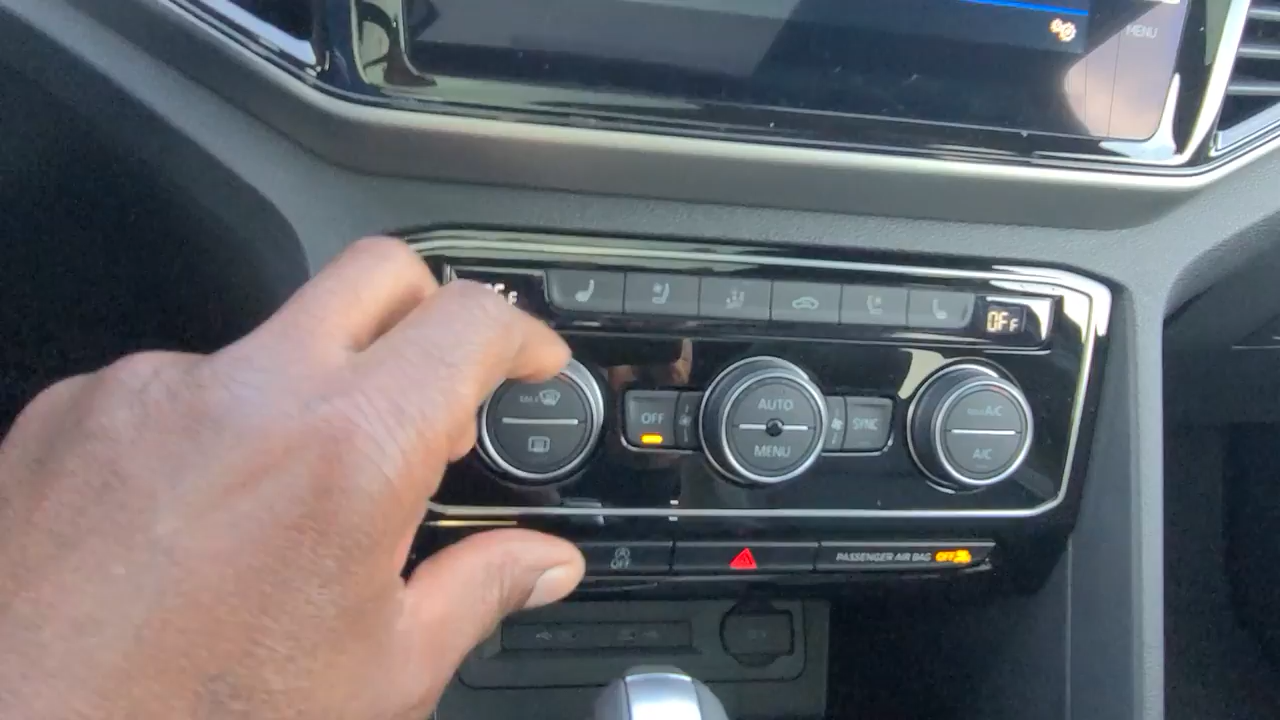 MENU
OFF
OFF
AUTO
MENU
SYNC
A/C
A/C
OFF
PASSENGER AIR BAG OFF